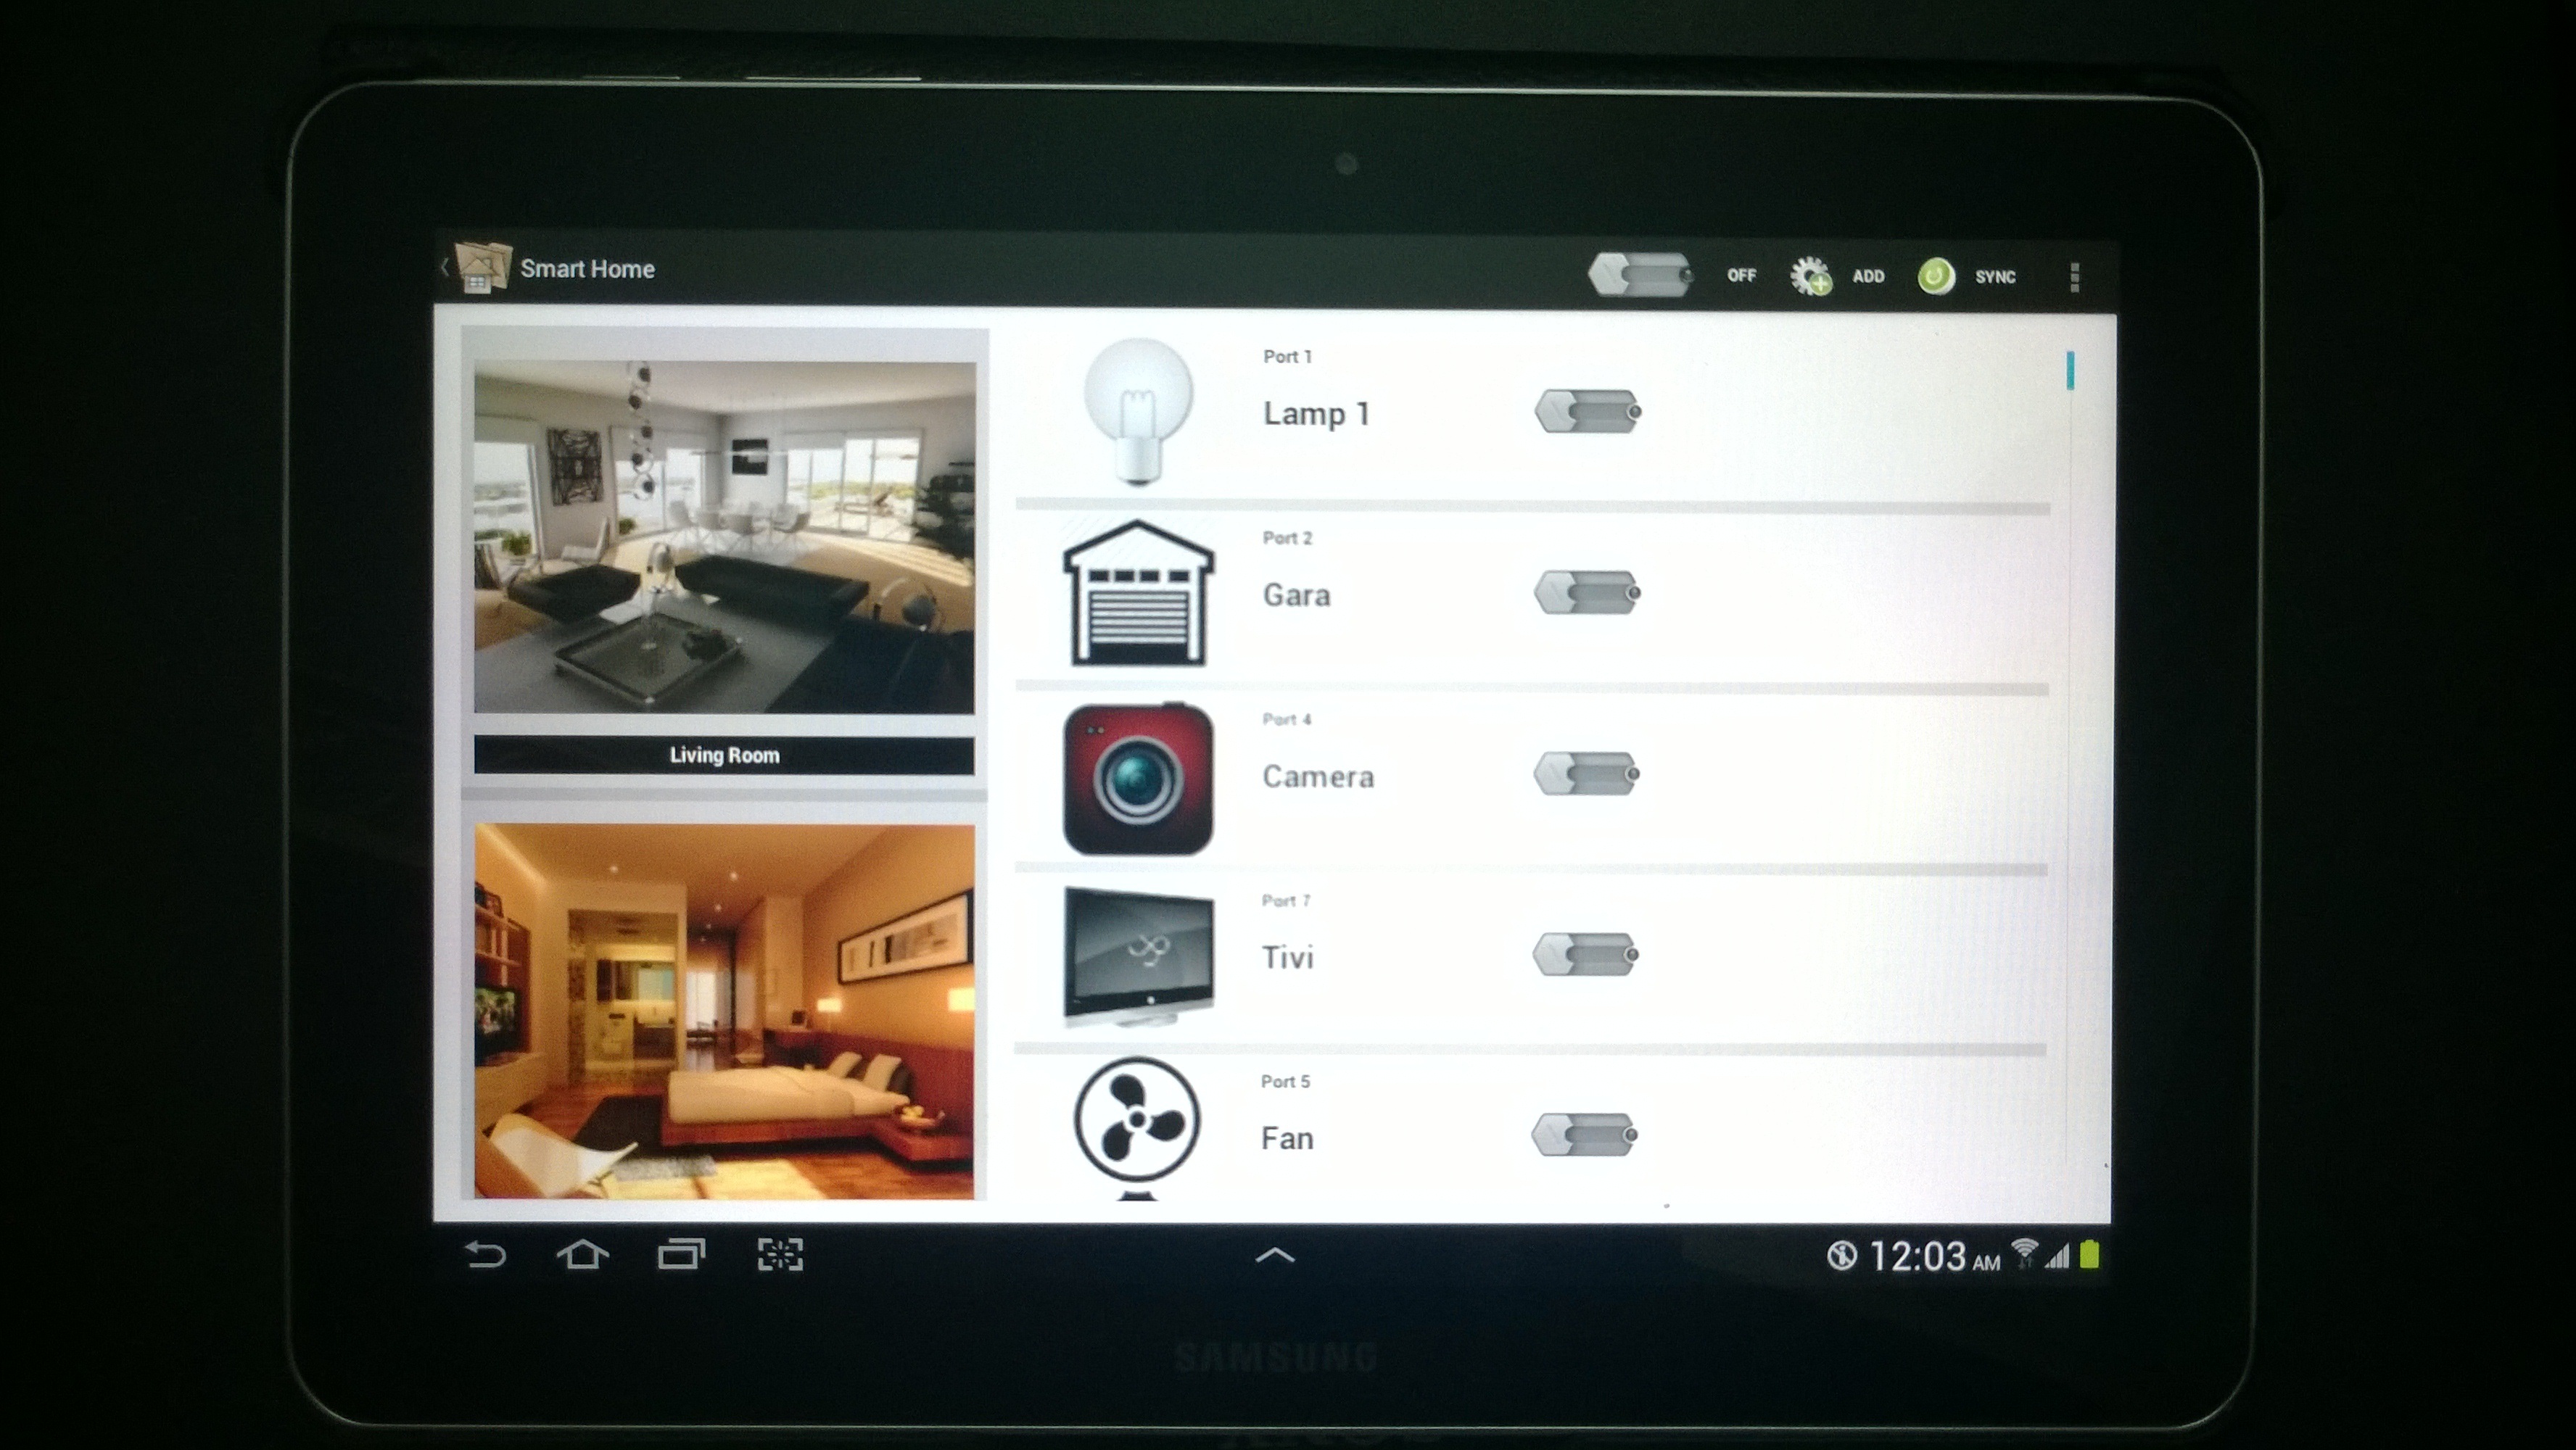 Smart Home
OFF
ADD
SYNC
Living Room
Port 1
Lamp 1
Port 2
Gara
Port 4
Camera
Port 7
Tivi
Port 5
Fan
12:03 AM
SAMSUNG